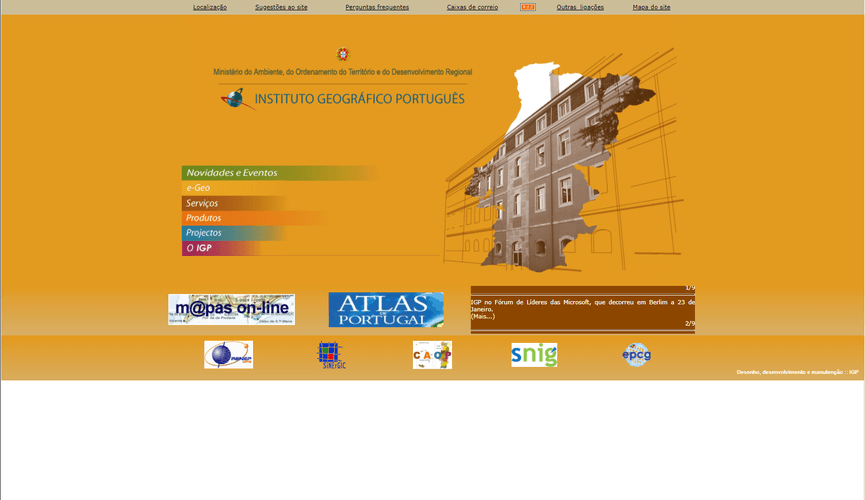 Localização Sugestões ao site Perguntas frequentes Caixas de correio Outras ligações Mapa do site
Ministério do Ambiente, do Ordenamento do Território e do Desenvolvimento Regional
INSTITUTO GEOGRÁFICO PORTUGUÊS
Novidades e Eventos
e-Geo
Serviços
Produtos
Projectos
O IGP
m@pas on-line
ATLAS
DE
PORTUGAL
1/9
IGP no Fórum de Líderes das Microsoft, que decorreu em Berlim a 23 de
Janeiro.
(Mais...)
2/9
SiNErGIC
CAOP
snig
epcg
Desenho, desenvolvimento e manutenção :: IGP